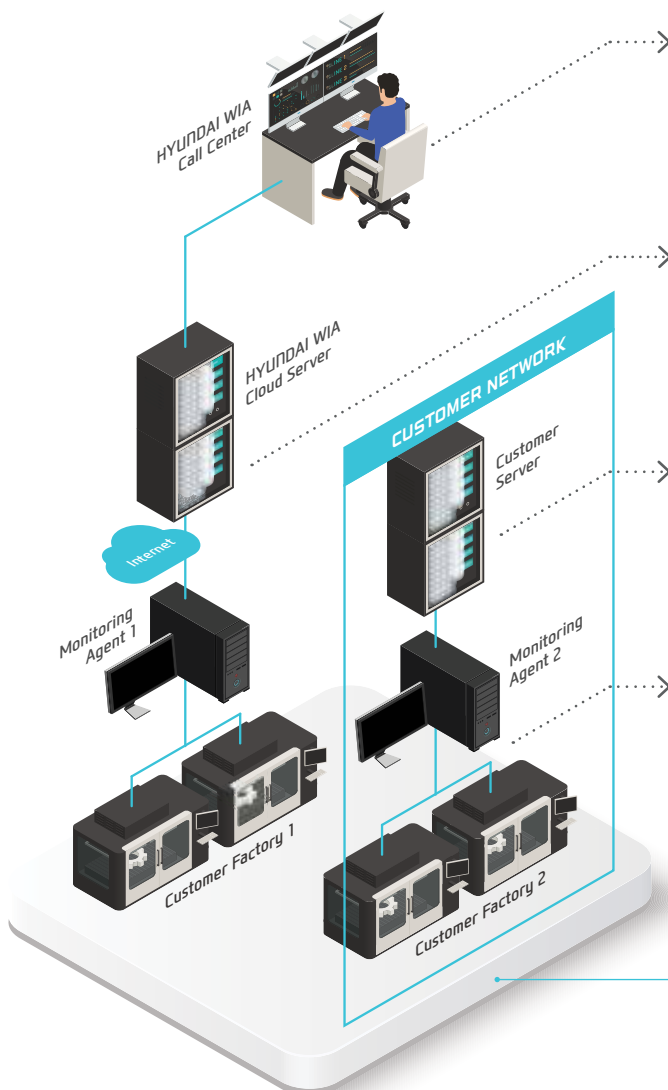 HYUNDAI WIA
Call Center
HYUNDAI WIA
Cloud Server
CUSTOMER NETWORK
Customer
Server
Internet
Monitoring
Agent 1
Monitoring
Agent 2
Customer Factory 1
Customer Factory 2